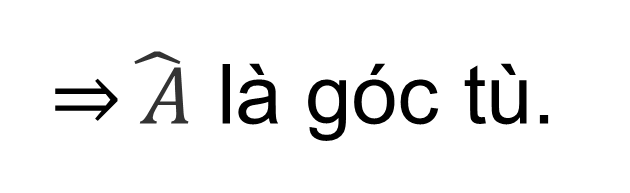 ⇒ Â là góc tù.